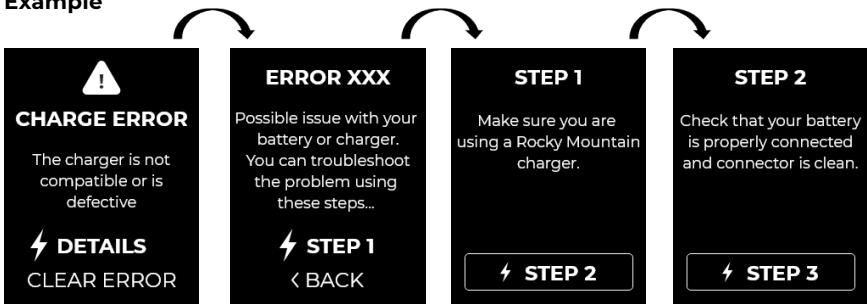 Example
CHARGE ERROR
The charger is not
compatible or is
defective
DETAILS
CLEAR ERROR
ERROR XXX
Possible issue with your
battery or charger.
You can troubleshoot
the problem using
these steps...
STEP 1
< BACK
STEP 1
Make sure you are
using a Rocky Mountain
charger.
STEP 2
STEP 2
Check that your battery
is properly connected
and connector is clean.
STEP 3